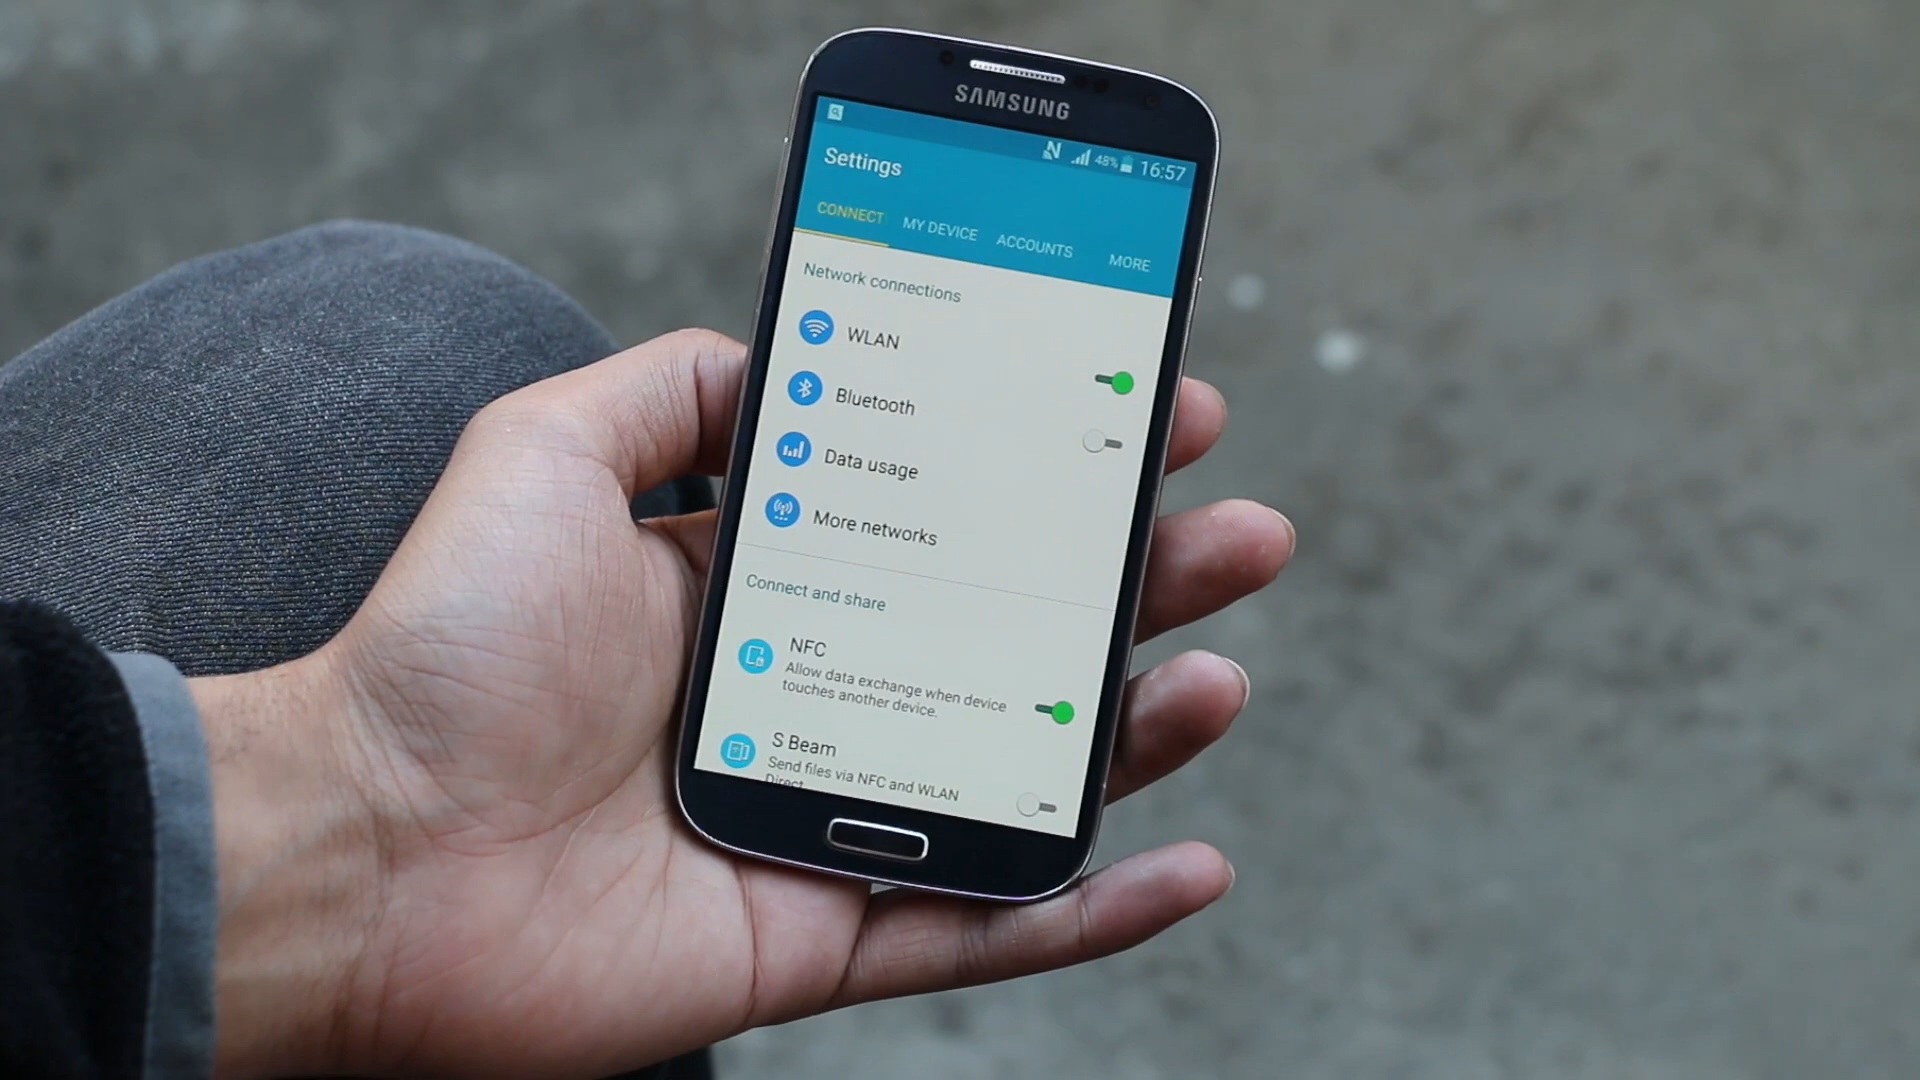 SAMSUNG
48% 16:57
Settings
CONNECT MY DEVICE ACCOUNTS MORE
Network connections
WLAN
Bluetooth
Data usage
More networks
Connect and share
NFC
Allow data exchange when device
touches another device.
S Beam
Send files via NFC and WLAN
Direct